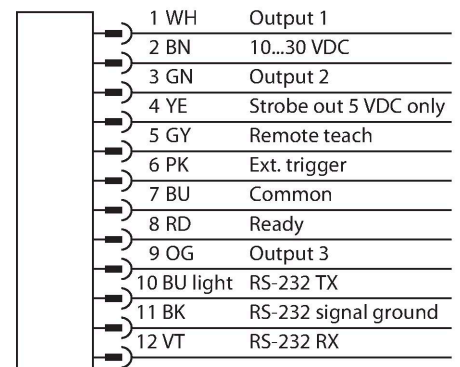 1 WH Output 1
2 BN 10...30 VDC
3 GN Output 2
4 YE Strobe out 5 VDC only
5 GY Remote teach
6 PK Ext. trigger
7 BU Common
8 RD Ready
9 OG Output 3
10 BU light RS-232 TX
11 BK RS-232 signal ground
12 VT RS-232 RX